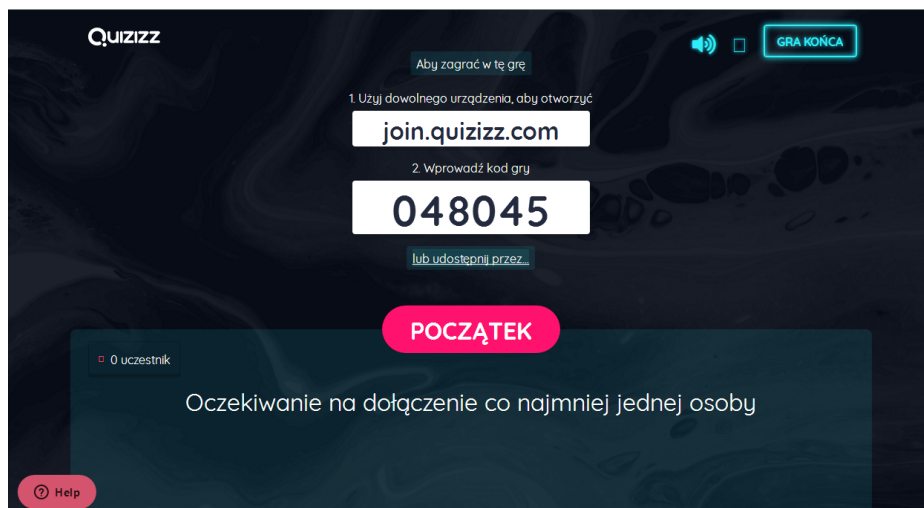 Quizizz
GRA KOŃCA
Aby zagrać w tę grę
1. Użyj dowolnego urządzenia, aby otworzyć
join.quizizz.com
2. Wprowadź kod gry
048045
lub udostępnij przez...
POCZĄTEK
0 uczestnik
Oczekiwanie na dołączenie co najmniej jednej osoby
Help